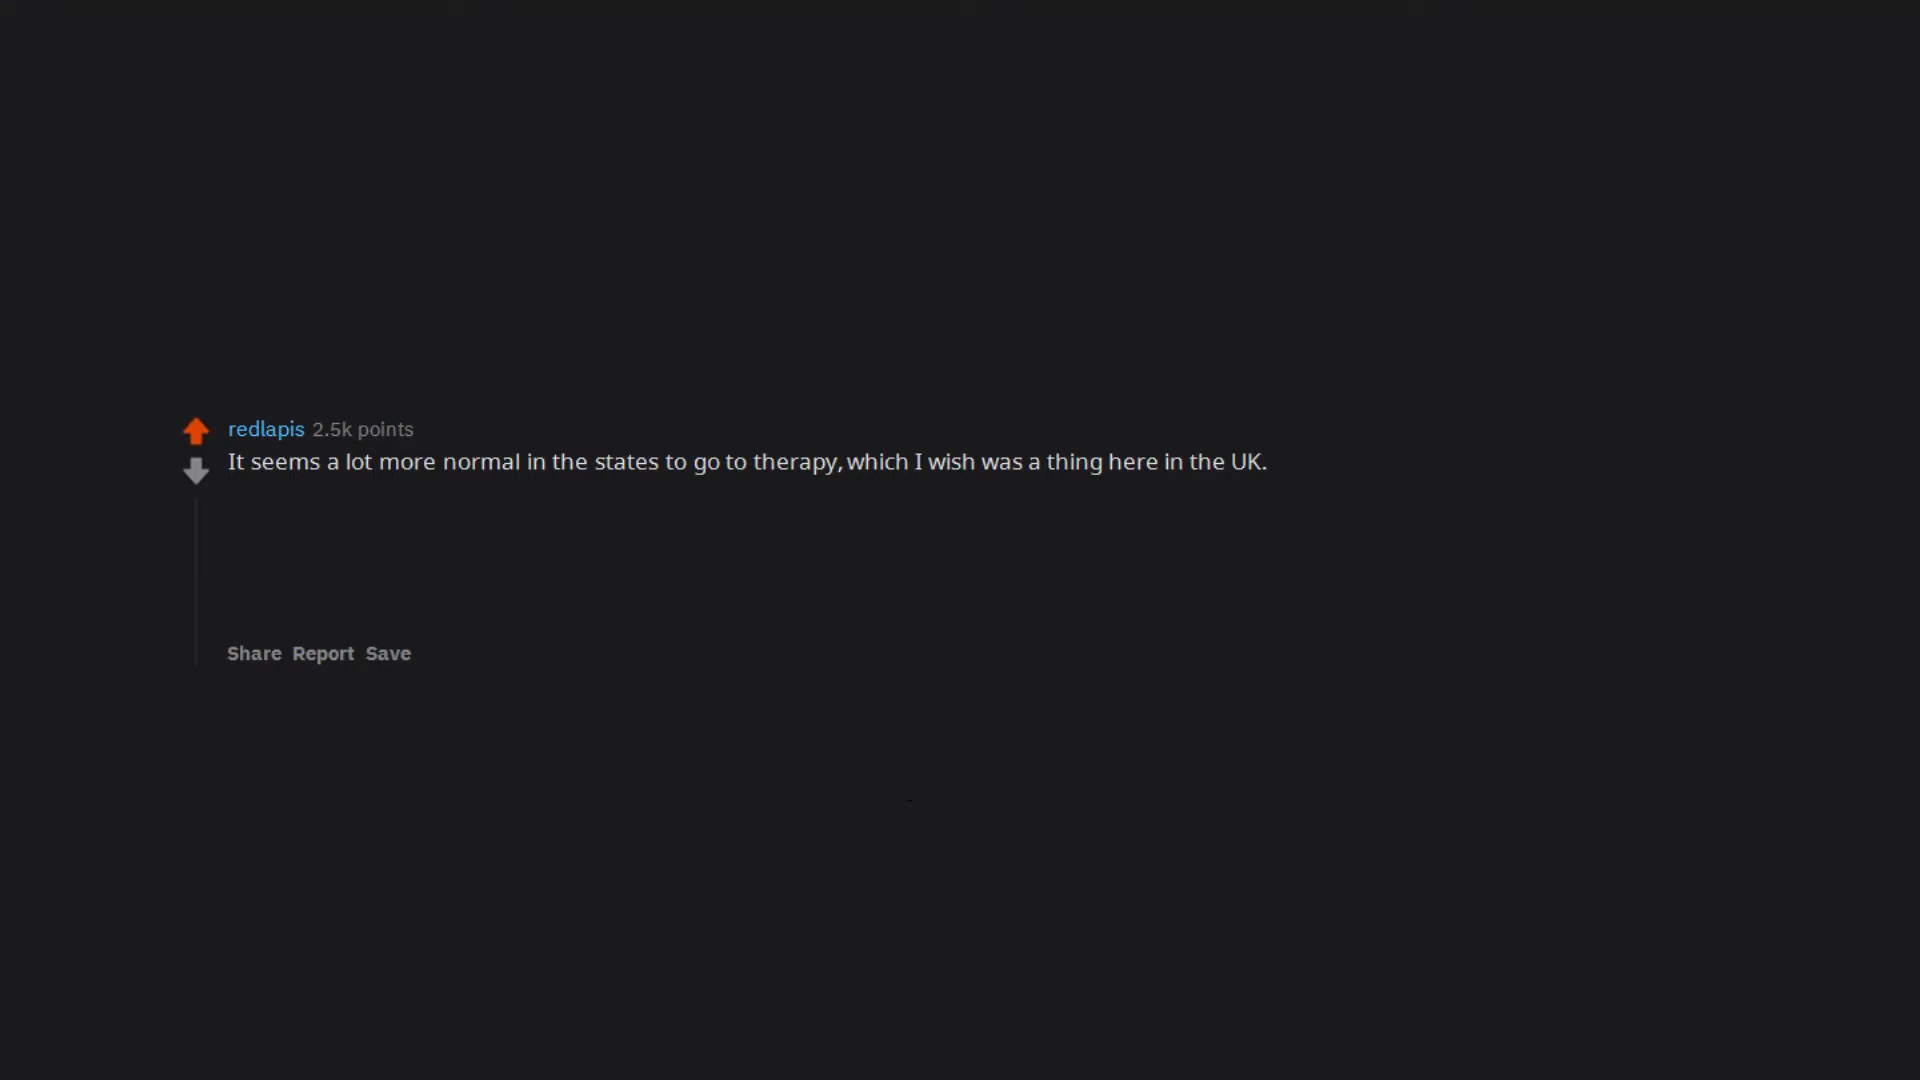 redlapis 2.5k points
It seems a lot more normal in the states to go to therapy, which I wish was a thing here in the UK.
Share Report Save